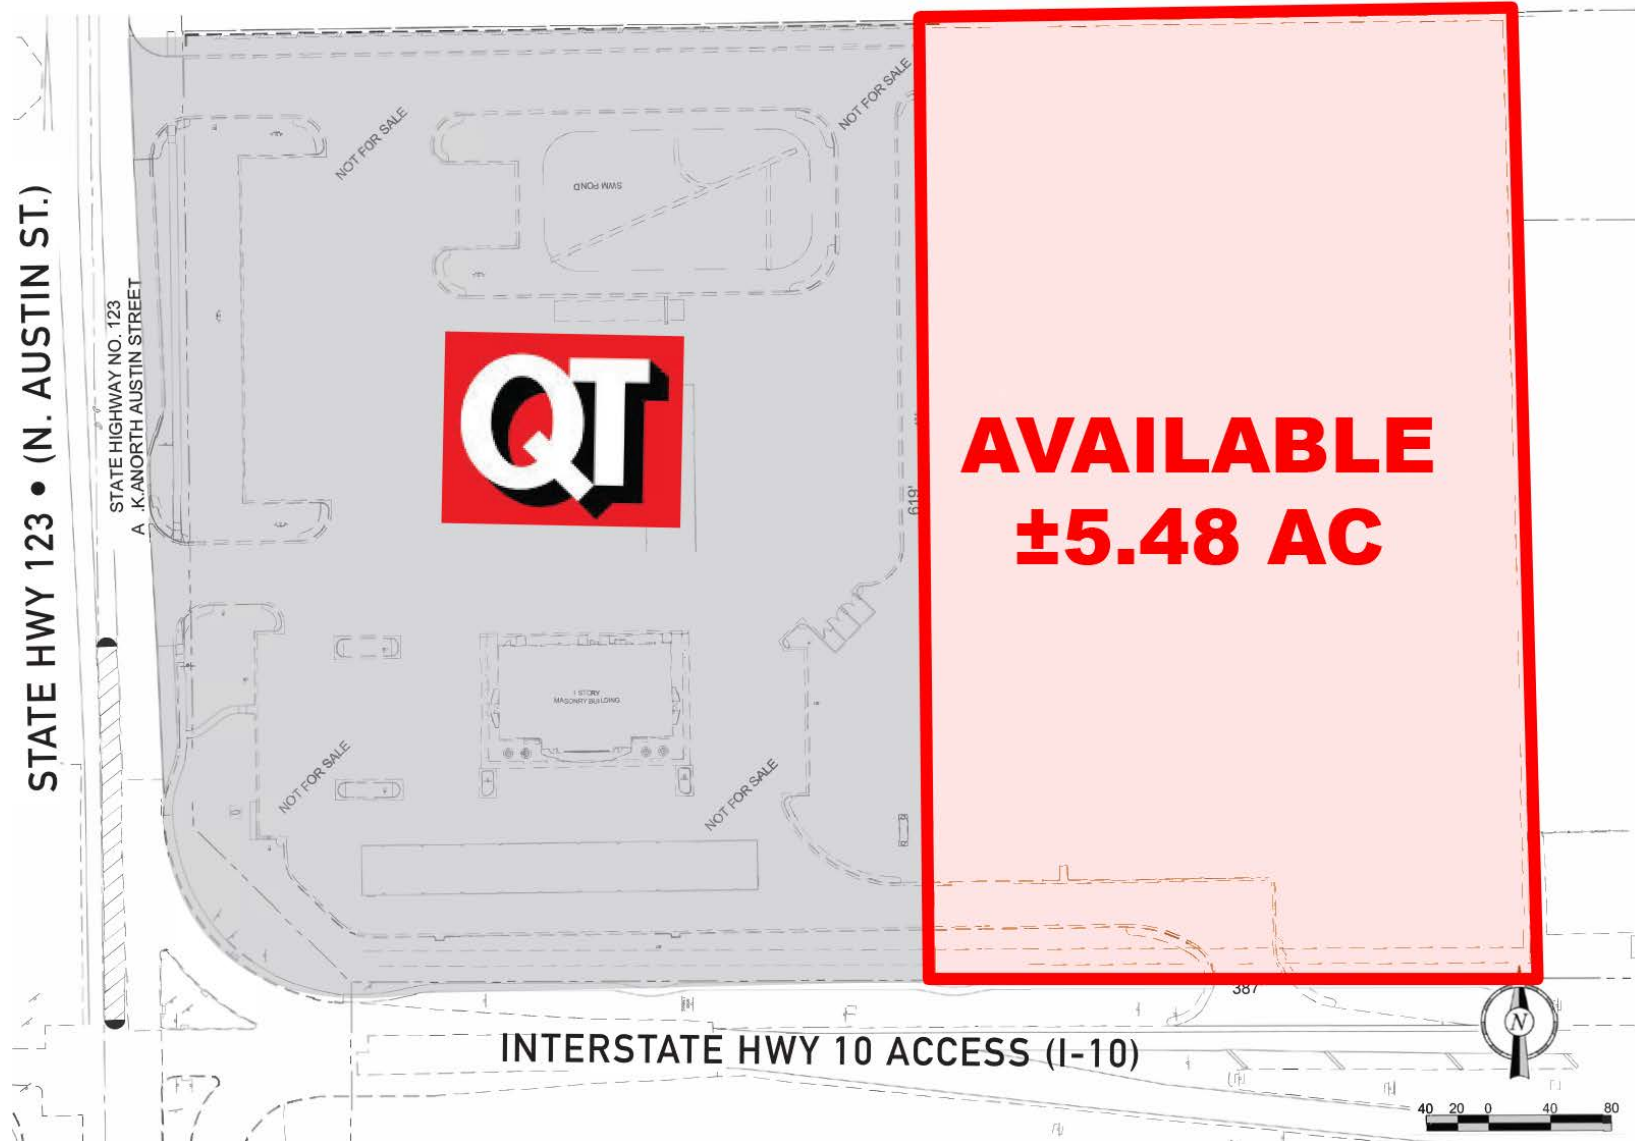 NOT FOR SALE
NOT FOR SALE
SWM POND
STATE HWY 123 • (N. AUSTIN ST.)
STATE HIGHWAY NO. 123
A .K.A NORTH AUSTIN STREET
QT
619'
AVAILABLE
±5.48 AC
1 STORY
MASONRY BUILDING
NOT FOR SALE
NOT FOR SALE
387
INTERSTATE HWY 10 ACCESS (I-10)
N
40 20 0 40 80